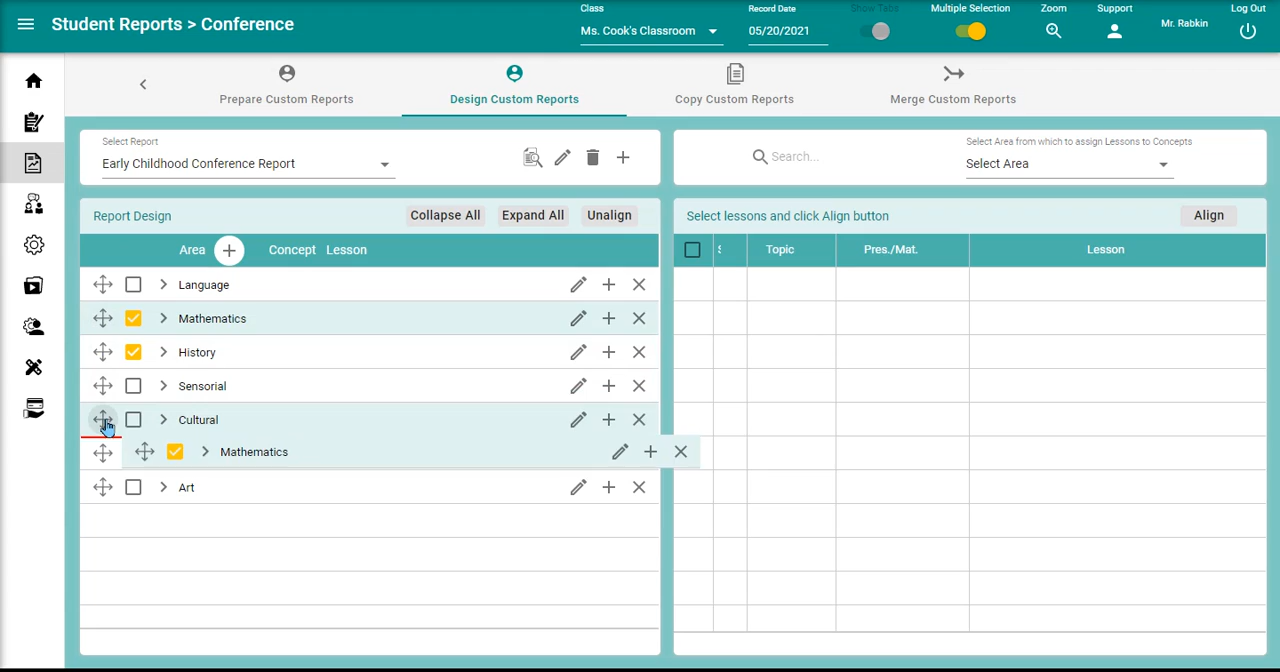 Student Reports > Conference
Class
Ms. Cook's Classroom
Record Date
05/20/2021
Show Tabs
Multiple Selection
Zoom
Support
Mr. Rabkin
Log Out
Prepare Custom Reports
Design Custom Reports
Copy Custom Reports
Merge Custom Reports
Select Report
Early Childhood Conference Report
Search...
Select Area from which to assign Lessons to Concepts
Select Area
Report Design
Collapse All
Expand All
Unalign
Select lessons and click Align button
Align
Area
Concept
Lesson
Topic
Pres./Mat.
Lesson
Language
Mathematics
History
Sensorial
Cultural
Mathematics
Art